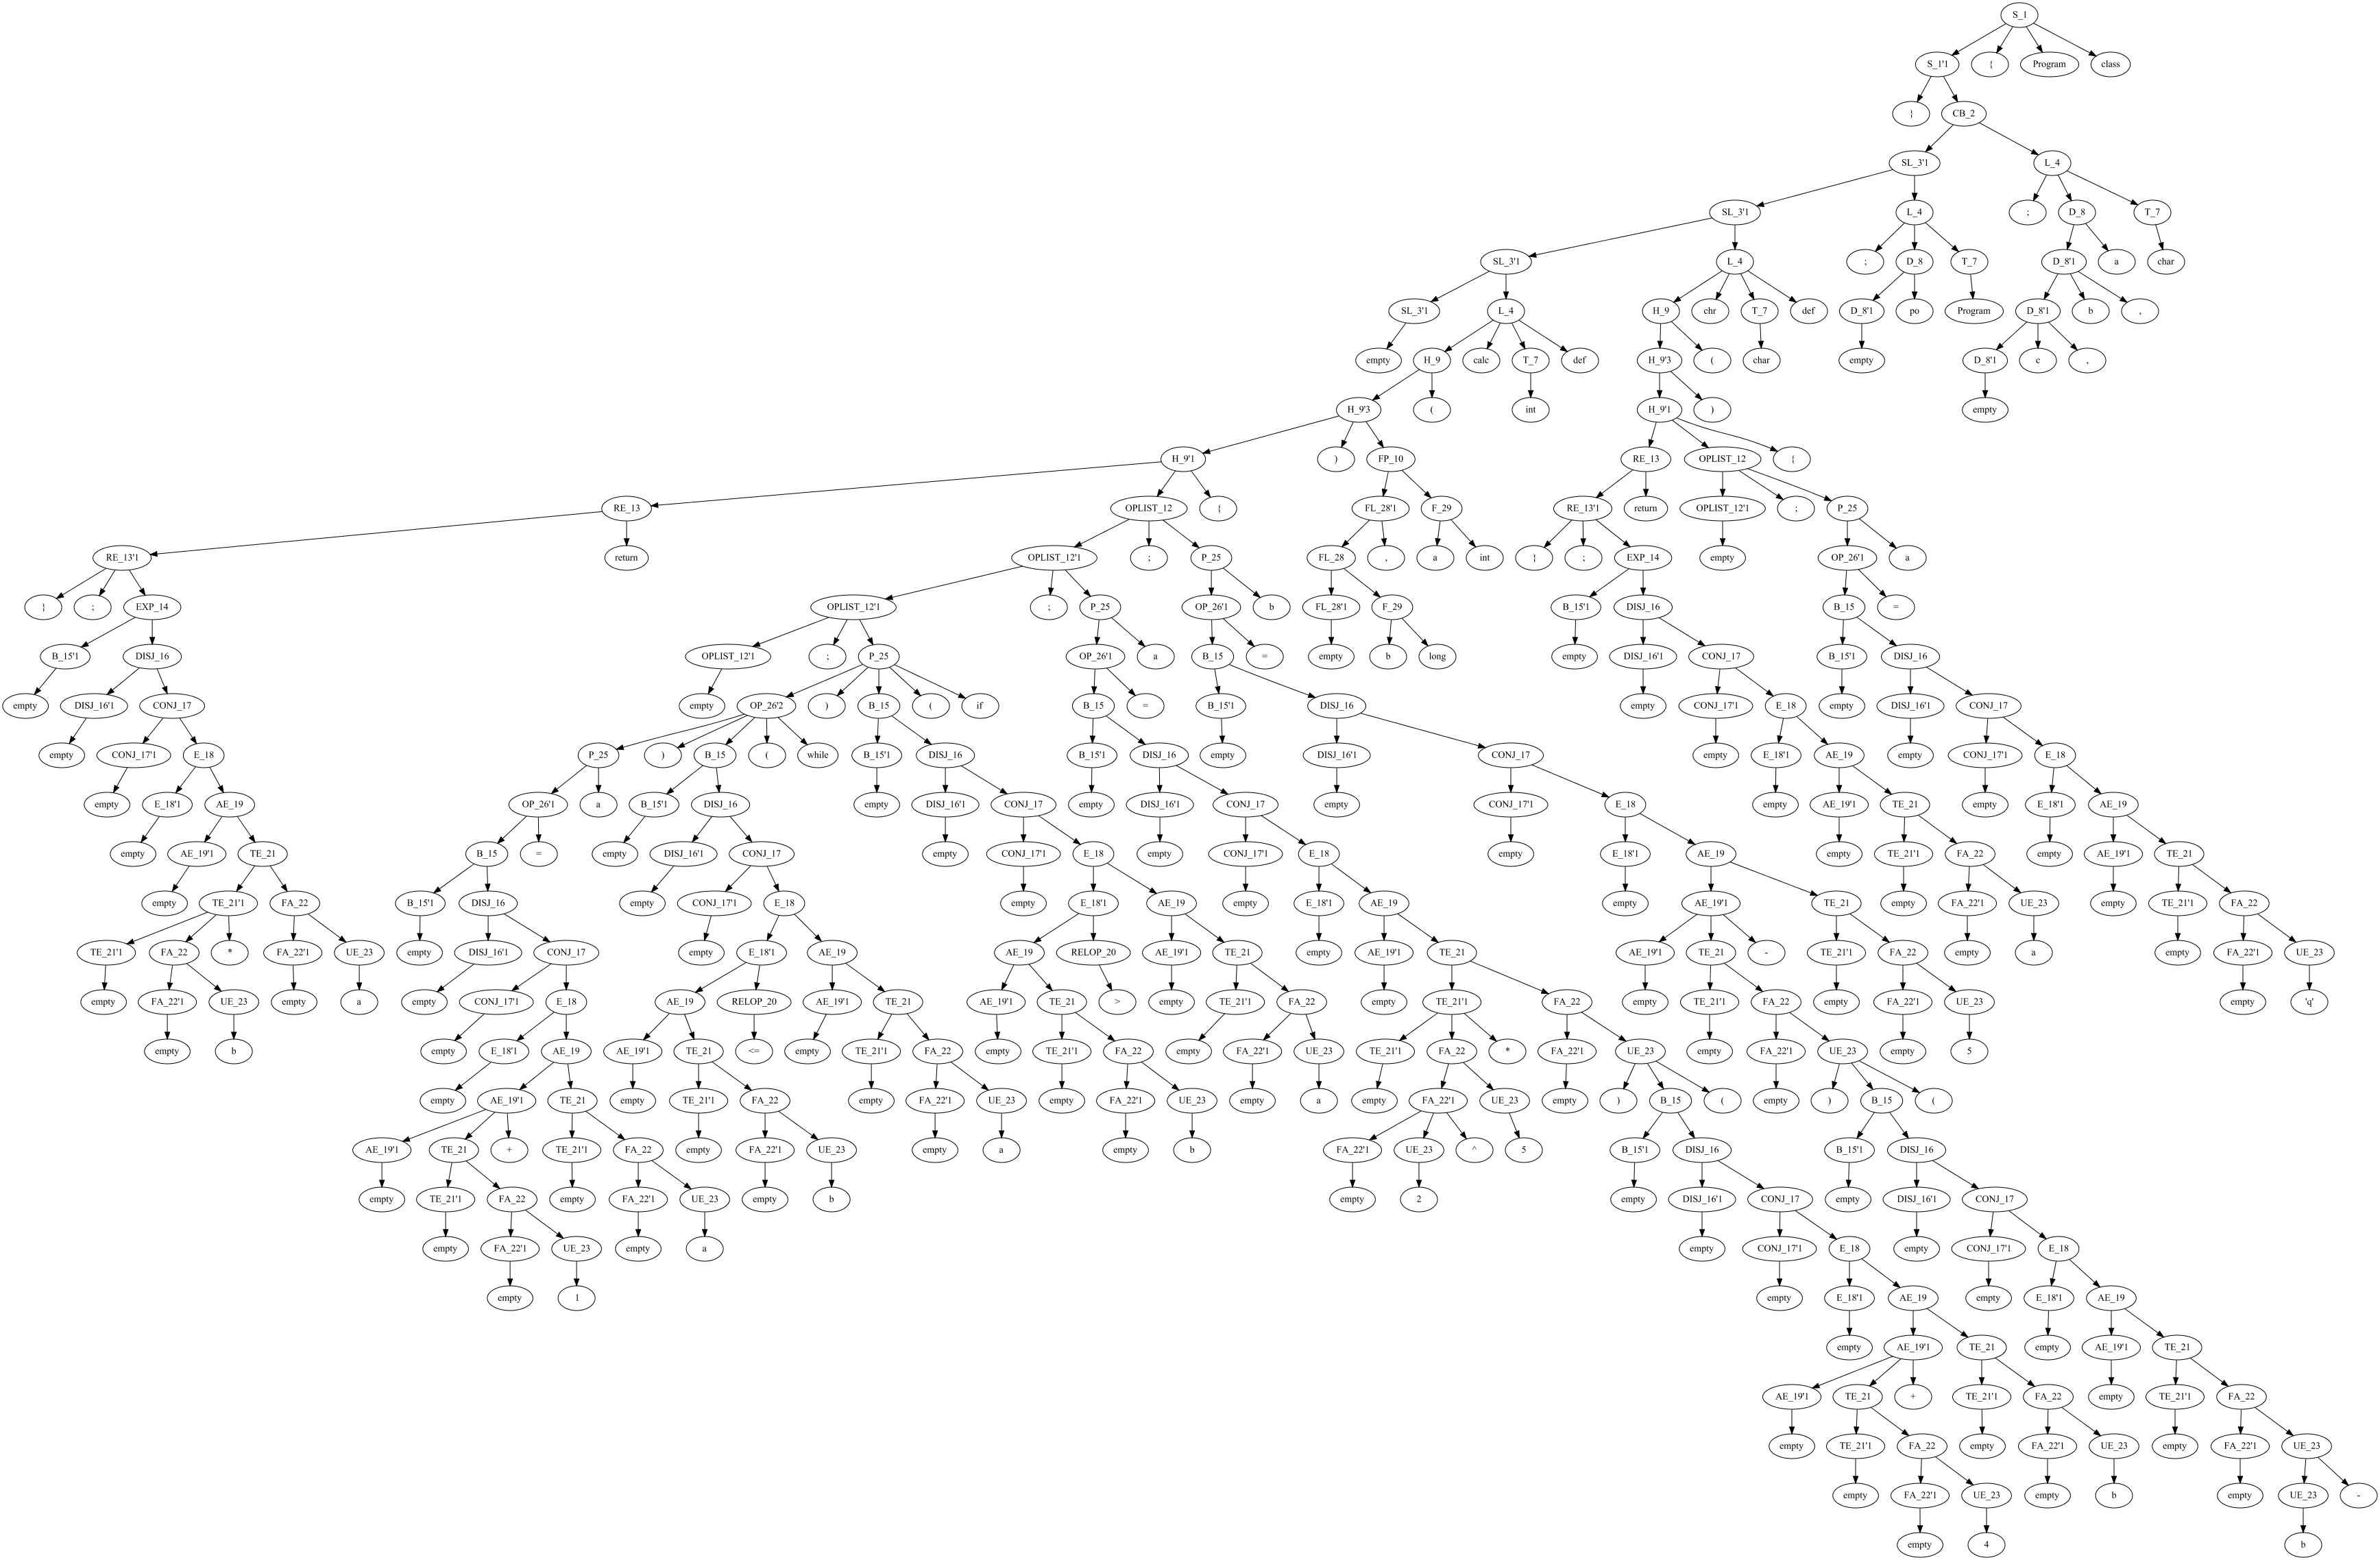 S_1
S_1'1 { Program class
} CB_2
SL_3'1 L_4
SL_3'1 L_4 ; D_8 T_7
SL_3'1 L_4 ; D_8 T_7 D_8'1 a char
SL_3'1 L_4 H_9 chr T_7 def D_8'1 po Program D_8'1 b ,
empty H_9 calc T_7 def H_9'3 ( char empty D_8'1 c ,
H_9'3 ( int H_9'1 ) empty
H_9'1 ) FP_10 RE_13 OPLIST_12 {
RE_13 OPLIST_12 { FL_28'1 F_29 RE_13'1 return OPLIST_12'1 ; P_25
RE_13'1 return OPLIST_12'1 ; P_25 FL_28 , a int } ; EXP_14 empty OP_26'1 a
} ; EXP_14 OPLIST_12'1 ; P_25 OP_26'1 b FL_28'1 F_29 B_15'1 DISJ_16 B_15 =
B_15'1 DISJ_16 OPLIST_12'1 ; P_25 OP_26'1 a B_15 = empty b long empty DISJ_16'1 CONJ_17 B_15'1 DISJ_16
empty DISJ_16'1 CONJ_17 empty OP_26'2 ) B_15 ( if B_15 = B_15'1 DISJ_16 empty CONJ_17'1 E_18 empty DISJ_16'1 CONJ_17
empty CONJ_17'1 E_18 P_25 ) B_15 ( while B_15'1 DISJ_16 B_15'1 DISJ_16 empty DISJ_16'1 CONJ_17 empty E_18'1 AE_19 empty CONJ_17'1 E_18
empty E_18'1 AE_19 OP_26'1 a B_15'1 DISJ_16 empty DISJ_16'1 CONJ_17 empty DISJ_16'1 CONJ_17 empty CONJ_17'1 E_18 empty AE_19'1 TE_21 empty E_18'1 AE_19
empty AE_19'1 TE_21 B_15 = empty DISJ_16'1 CONJ_17 empty CONJ_17'1 E_18 empty CONJ_17'1 E_18 empty E_18'1 AE_19 empty TE_21'1 FA_22 empty AE_19'1 TE_21
empty TE_21'1 FA_22 B_15'1 DISJ_16 empty CONJ_17'1 E_18 empty E_18'1 AE_19 empty E_18'1 AE_19 empty AE_19'1 TE_21 empty FA_22'1 UE_23 empty TE_21'1 FA_22
TE_21'1 FA_22 * FA_22'1 UE_23 empty DISJ_16'1 CONJ_17 empty E_18'1 AE_19 AE_19 RELOP_20 AE_19'1 TE_21 empty AE_19'1 TE_21 AE_19'1 TE_21 - TE_21'1 FA_22 empty a empty FA_22'1 UE_23
empty FA_22'1 UE_23 empty a empty CONJ_17'1 E_18 AE_19 RELOP_20 AE_19'1 TE_21 AE_19'1 TE_21 > empty TE_21'1 FA_22 empty TE_21'1 FA_22 empty TE_21'1 FA_22 empty FA_22'1 UE_23 empty 'q'
empty b empty E_18'1 AE_19 AE_19'1 TE_21 <= empty TE_21'1 FA_22 empty TE_21'1 FA_22 empty FA_22'1 UE_23 TE_21'1 FA_22 * FA_22'1 UE_23 empty FA_22'1 UE_23 empty 5
empty AE_19'1 TE_21 empty TE_21'1 FA_22 empty FA_22'1 UE_23 empty FA_22'1 UE_23 empty a empty FA_22'1 UE_23 empty ) B_15 ( empty ) B_15 (
AE_19'1 TE_21 + TE_21'1 FA_22 empty FA_22'1 UE_23 empty a empty b FA_22'1 UE_23 ^ 5 B_15'1 DISJ_16 B_15'1 DISJ_16
empty TE_21'1 FA_22 empty FA_22'1 UE_23 empty b empty 2 empty DISJ_16'1 CONJ_17 empty DISJ_16'1 CONJ_17
empty FA_22'1 UE_23 empty a empty CONJ_17'1 E_18 empty CONJ_17'1 E_18
empty 1 empty E_18'1 AE_19 empty E_18'1 AE_19
empty AE_19'1 TE_21 empty AE_19'1 TE_21
AE_19'1 TE_21 + TE_21'1 FA_22 empty TE_21'1 FA_22
empty TE_21'1 FA_22 empty FA_22'1 UE_23 empty FA_22'1 UE_23
empty FA_22'1 UE_23 empty b empty UE_23 -
empty 4 b